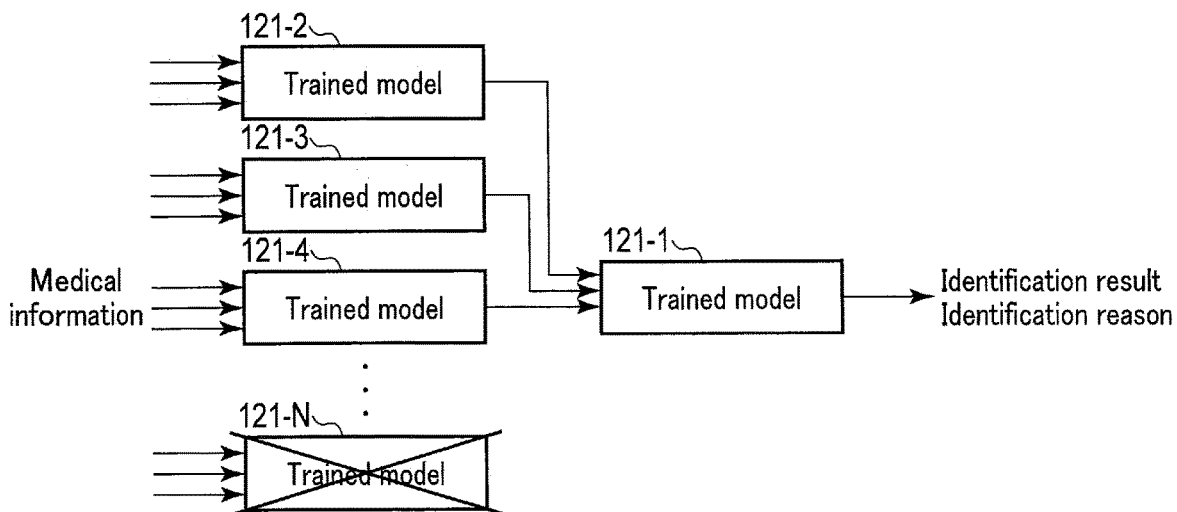 121-2
Trained model
121-3
Trained model
121-4
Trained model
Medical
information
121-1
Trained model
Identification result
Identification reason
121-N
Trained model